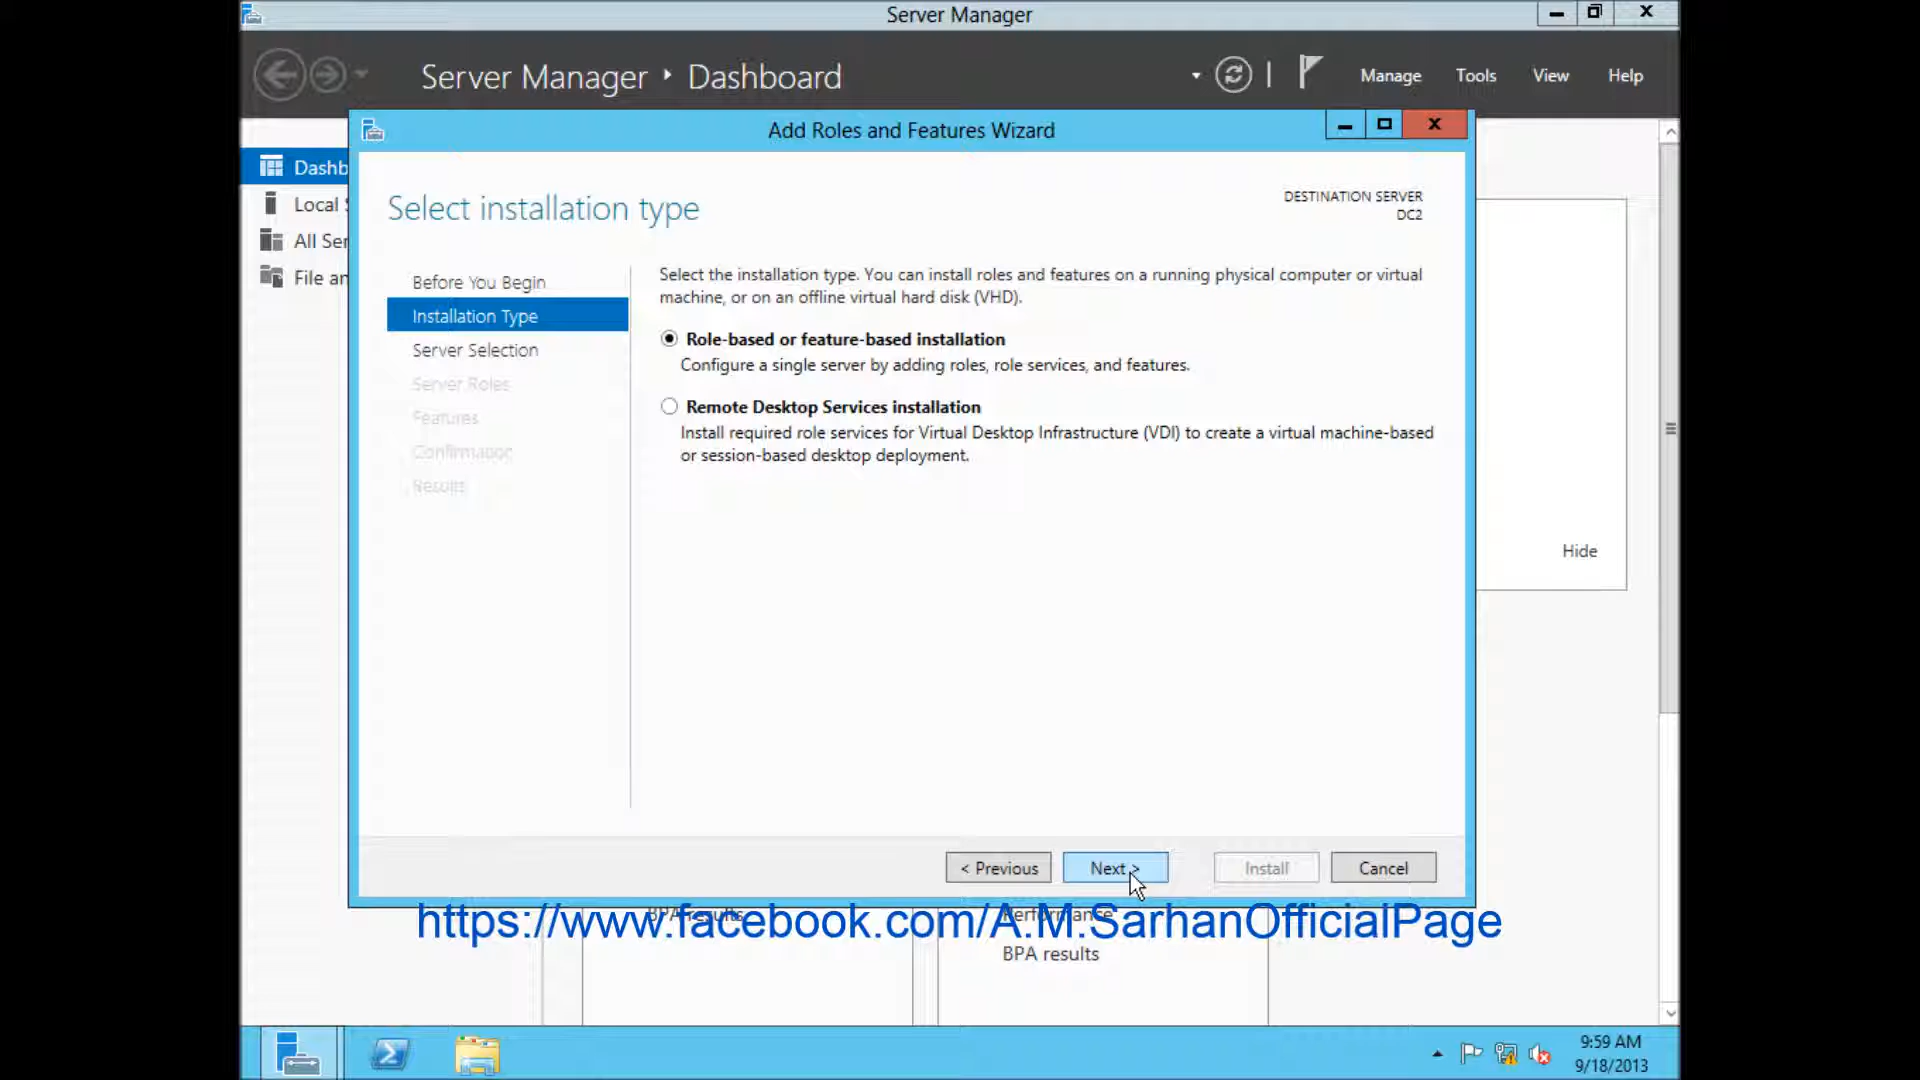 Server Manager
Server Manager
Dashboard
Manage
Tools
View
Help
Add Roles and Features Wizard
Dashb
Local S
All Ser
File an
Select installation type
DESTINATION SERVER
DC2
Before You Begin
Installation Type
Server Selection
Server Roles
Features
Confirmation
Results
Select the installation type. You can install roles and features on a running physical computer or virtual
machine, or on an offline virtual hard disk (VHD).
Role-based or feature-based installation
Configure a single server by adding roles, role services, and features.
Remote Desktop Services installation
Install required role services for Virtual Desktop Infrastructure (VDI) to create a virtual machine-based
or session-based desktop deployment.
Hide
< Previous
Next >
Install
Cancel
BPA results
Performance
https://www.facebook.com/A.M.SarhanOfficialPage
BPA results
9:59 AM
9/18/2013